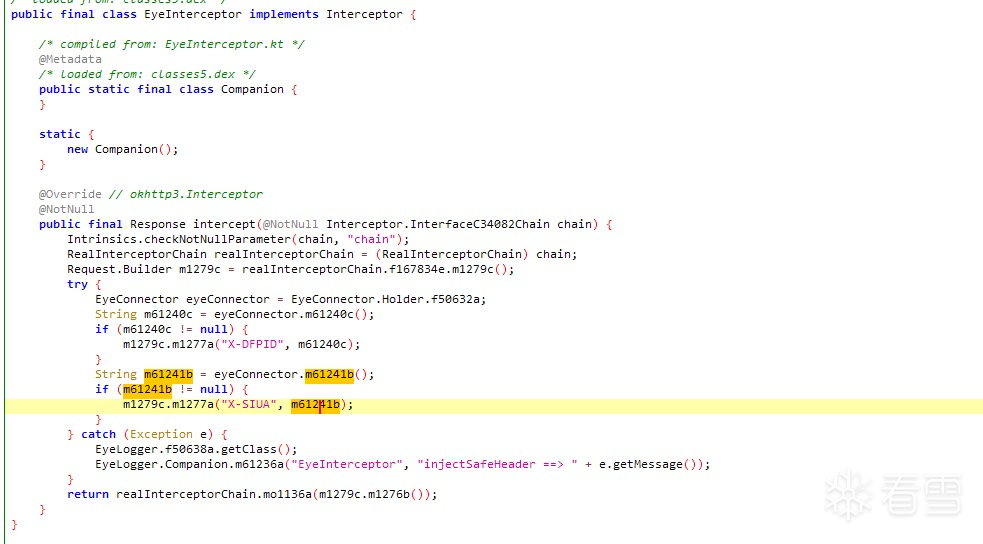 /* loaded from: classes5.dex */
public final class EyeInterceptor implements Interceptor {
/* compiled from: EyeInterceptor.kt */
@Metadata
/* loaded from: classes5.dex */
public static final class Companion {
}
static {
new Companion();
}
@Override // okhttp3.Interceptor
@NotNull
public final Response intercept(@NotNull Interceptor.InterfaceC34082Chain chain) {
Intrinsics.checkNotNullParameter(chain, "chain");
RealInterceptorChain realInterceptorChain = (RealInterceptorChain) chain;
Request.Builder m1279c = realInterceptorChain.f167834e.m1279c();
try {
EyeConnector eyeConnector = EyeConnector.Holder.f50632a;
String m61240c = eyeConnector.m61240c();
if (m61240c != null) {
m1279c.m1277a("X-DFPID", m61240c);
}
String m61241b = eyeConnector.m61241b();
if (m61241b != null) {
m1279c.m1277a("X-SIUA", m61241b);
}
} catch (Exception e) {
EyeLogger.f50638a.getClass();
EyeLogger.Companion.m61236a("EyeInterceptor", "injectSafeHeader ==> " + e.getMessage());
}
return realInterceptorChain.mo1136a(m1279c.m1276b());
}
}
看雪